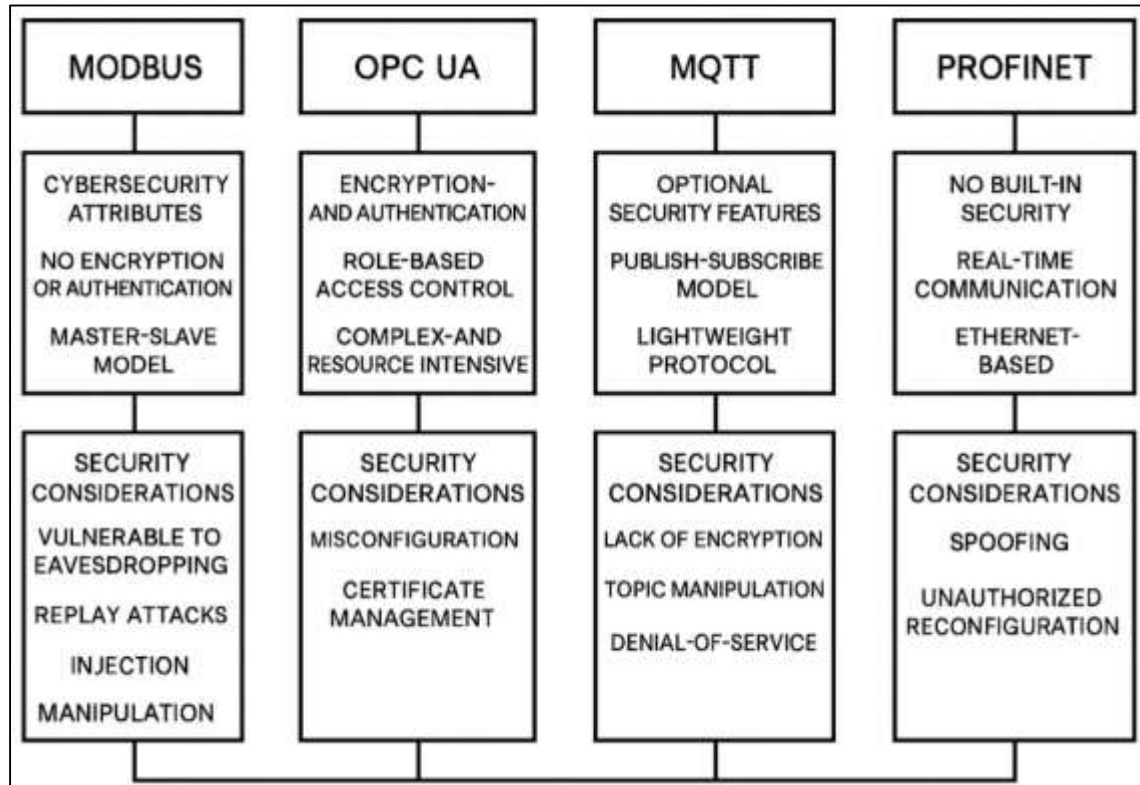 MODBUS
CYBERSECURITY
ATTRIBUTES
NO ENCRYPTION
OR AUTHENTICATION
MASTER-SLAVE
MODEL
SECURITY
CONSIDERATIONS
VULNERABLE TO
EAVESDROPPING
REPLAY ATTACKS
INJECTION
MANIPULATION
OPC UA
ENCRYPTION-
AND AUTHENTICATION
ROLE-BASED
ACCESS CONTROL
COMPLEX-AND
RESOURCE INTENSIVE
SECURITY
CONSIDERATIONS
MISCONFIGURATION
CERTIFICATE
MANAGEMENT
MQTT
OPTIONAL
SECURITY FEATURES
PUBLISH-SUBSCRIBE
MODEL
LIGHTWEIGHT
PROTOCOL
SECURITY
CONSIDERATIONS
LACK OF ENCRYPTION
TOPIC MANIPULATION
DENIAL-OF-SERVICE
PROFINET
NO BUILT-IN
SECURITY
REAL-TIME
COMMUNICATION
ETHERNET-
BASED
SECURITY
CONSIDERATIONS
SPOOFING
UNAUTHORIZED
RECONFIGURATION